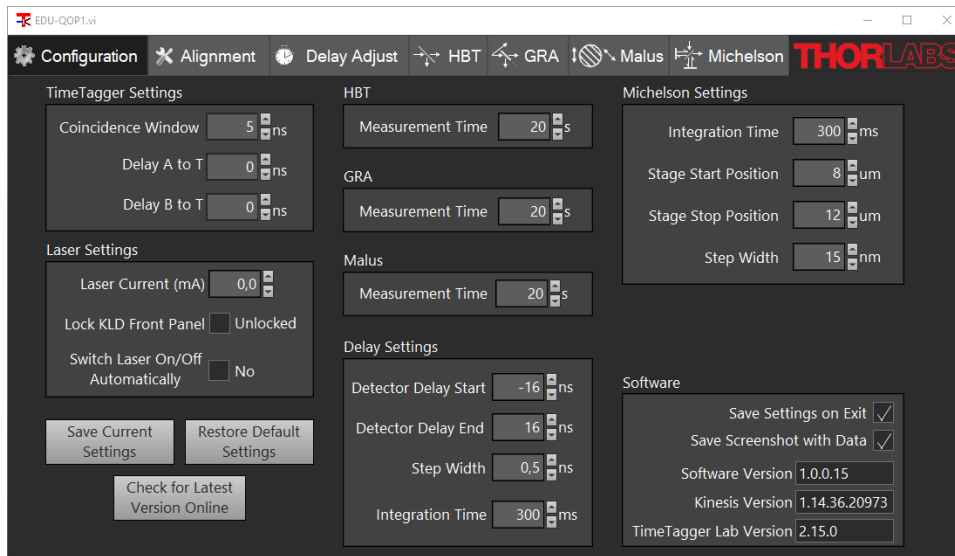 EDU-QOP1.vi
Configuration Alignment Delay Adjust HBT GRA Malus Michelson THORLABS
TimeTagger Settings
Coincidence Window 5 ns
Delay A to T 0 ns
Delay B to T 0 ns
Laser Settings
Laser Current (mA) 0,0
Lock KLD Front Panel Unlocked
Switch Laser On/Off
Automatically No
Save Current
Settings
Restore Default
Settings
Check for Latest
Version Online
HBT
Measurement Time 20 s
GRA
Measurement Time 20 s
Malus
Measurement Time 20 s
Delay Settings
Detector Delay Start -16 ns
Detector Delay End 16 ns
Step Width 0,5 ns
Integration Time 300 ms
Michelson Settings
Integration Time 300 ms
Stage Start Position 8 um
Stage Stop Position 12 um
Step Width 15 nm
Software
Save Settings on Exit
Save Screenshot with Data
Software Version 1.0.0.15
Kinesis Version 1.14.36.20973
TimeTagger Lab Version 2.15.0